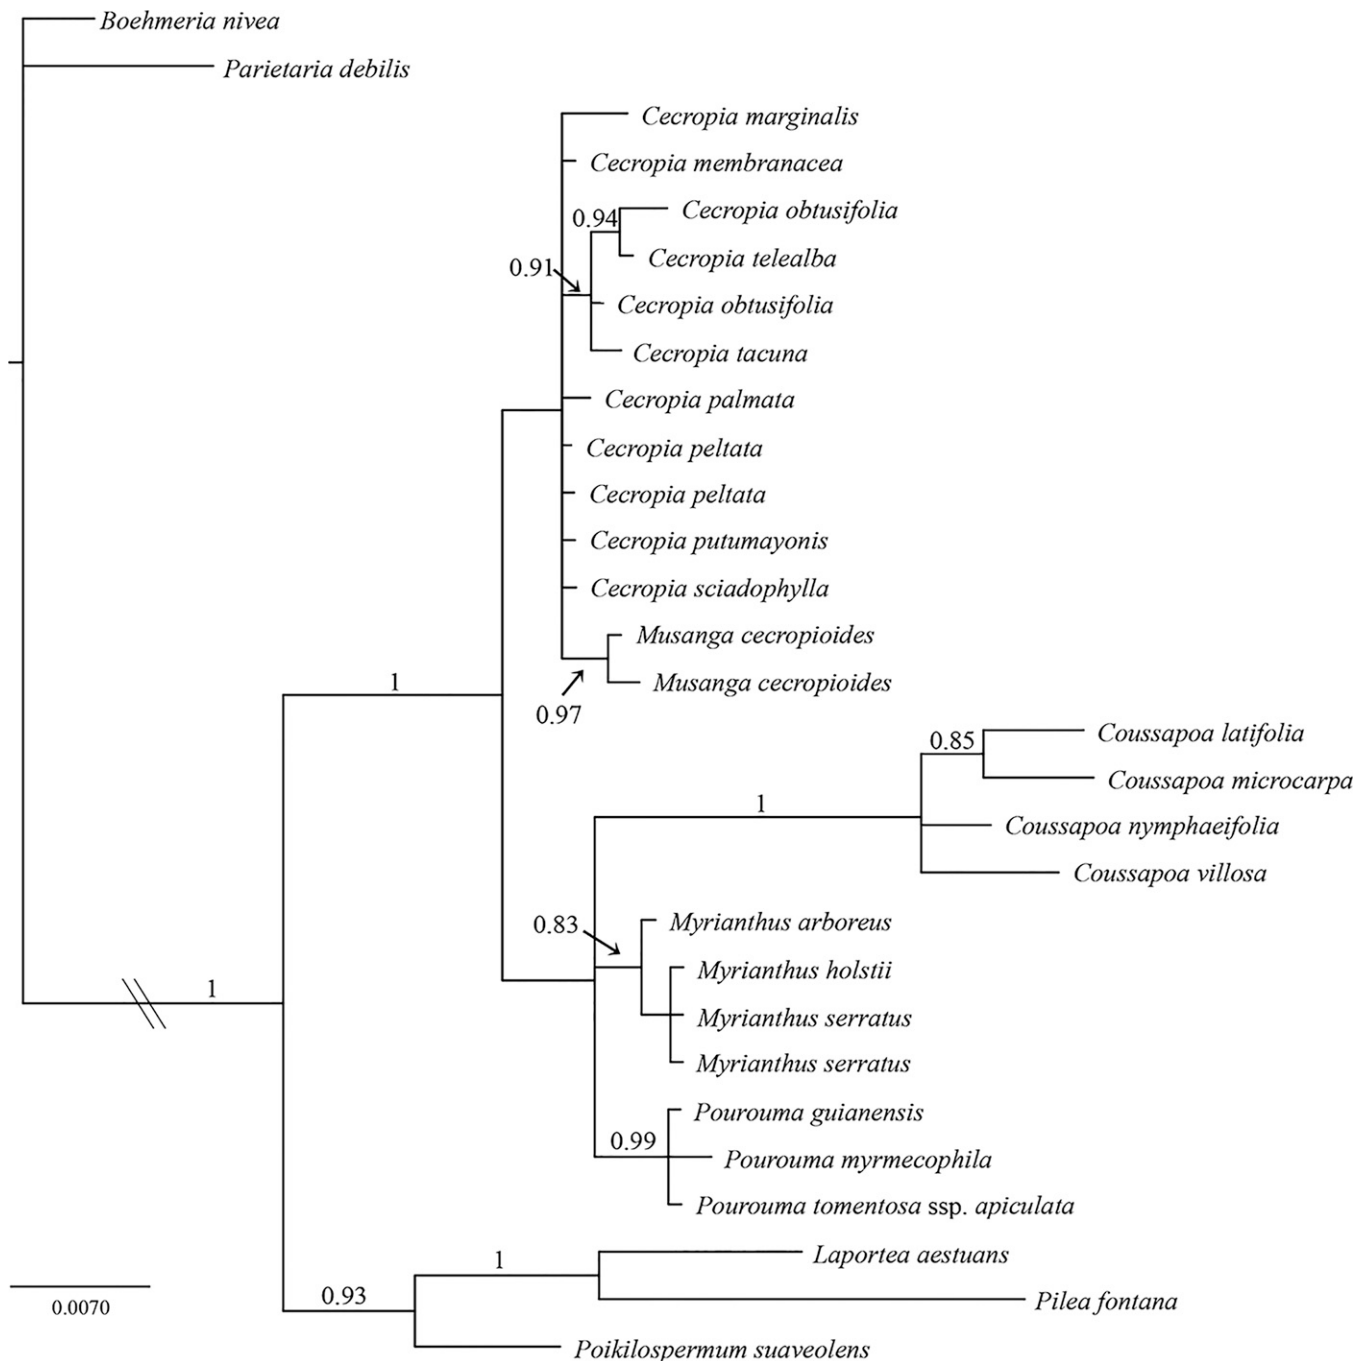 Boehmeria nivea
Parietaria debilis
Cecropia marginalis
Cecropia membranacea
0.94
Cecropia obtusifolia
Cecropia telealba
0.91
Cecropia obtusifolia
Cecropia tacuna
Cecropia palmata
Cecropia peltata
Cecropia peltata
Cecropia putumayonis
Cecropia sciadophylla
Musanga cecropioides
1
Musanga cecropioides
0.97
Coussapoa latifolia
0.85
Coussapoa microcarpa
1
Coussapoa nymphaeifolia
Coussapoa villosa
0.83
Myrianthus arboreus
Myrianthus holstii
1
Myrianthus serratus
Myrianthus serratus
Pourouma guianensis
0.99
Pourouma myrmecophila
Pourouma tomentosa ssp. apiculata
1
Laportea aestuans
0.93
Pilea fontana
0.0070
Poikilospermum suaveolens